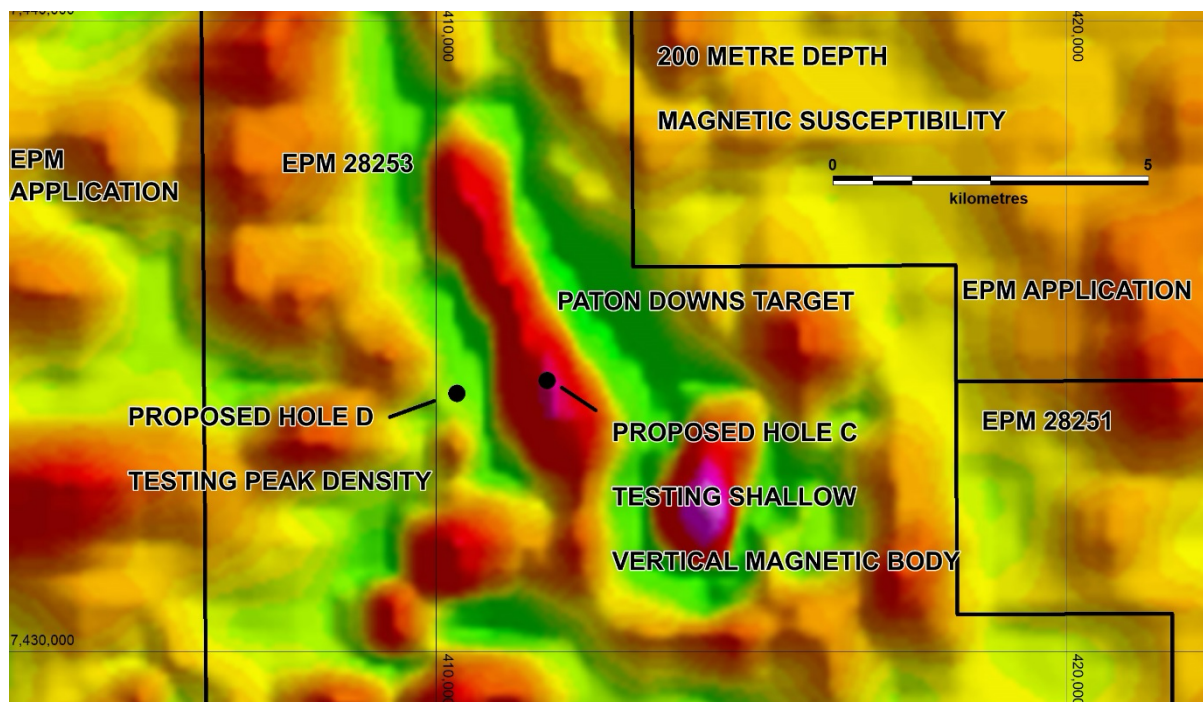 7,440,000
410,000
420,000
200 METRE DEPTH
MAGNETIC SUSCEPTIBILITY
EPM
APPLICATION
EPM 28253
0 5
kilometres
PATON DOWNS TARGET
EPM APPLICATION
PROPOSED HOLE D
TESTING PEAK DENSITY
PROPOSED HOLE C
TESTING SHALLOW
VERTICAL MAGNETIC BODY
EPM 28251
7,430,000
410,000
420,000